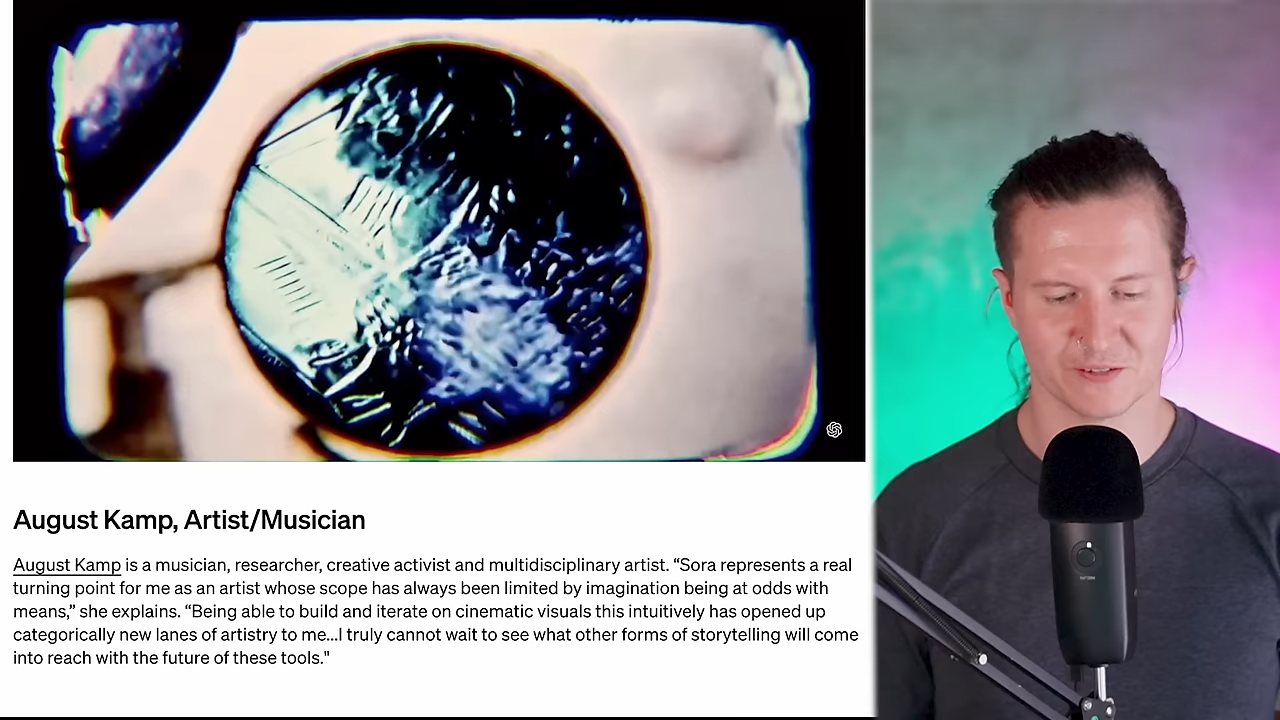 August Kamp, Artist/Musician
August Kamp is a musician, researcher, creative activist and multidisciplinary artist. “Sora represents a real
turning point for me as an artist whose scope has always been limited by imagination being at odds with
means,” she explains. “Being able to build and iterate on cinematic visuals this intuitively has opened up
categorically new lanes of artistry to me...I truly cannot wait to see what other forms of storytelling will come
into reach with the future of these tools."